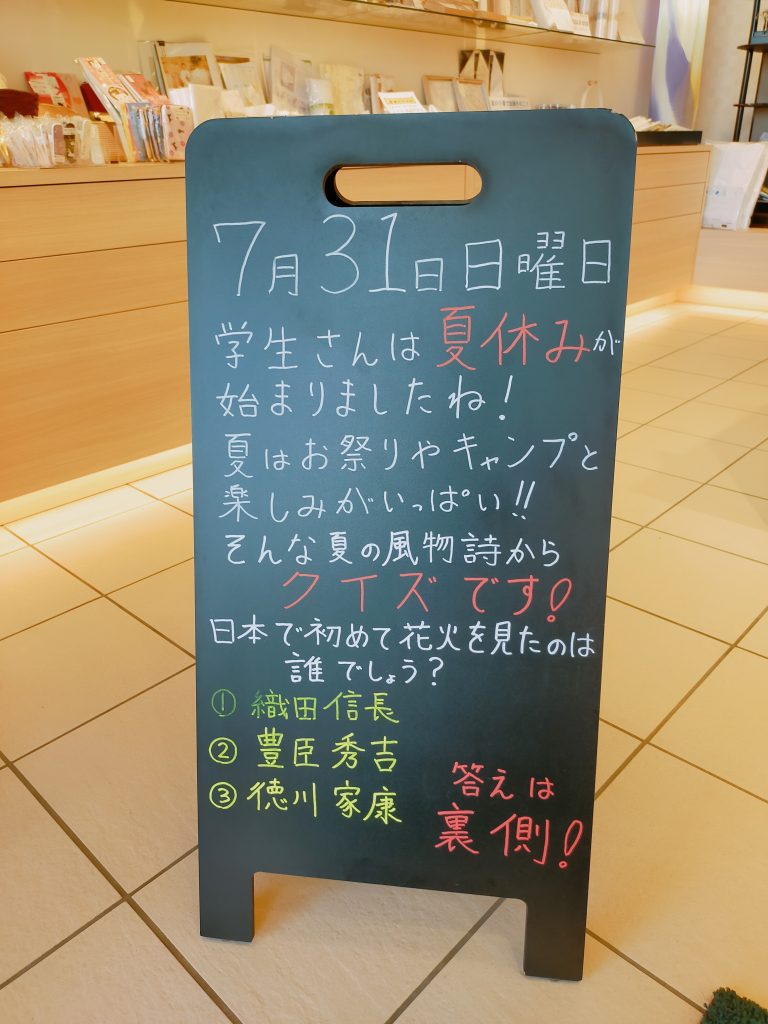 7月31日日曜日
学生さんは夏休みが
始まりましたね!
夏はお祭りやキャンプと
楽しみがいっぱい!!
そんな夏の風物詩から
クイズです!
日本で初めて花火を見たのは
誰でしょう?
① 織田信長
② 豊臣秀吉
③ 徳川家康
答えは
裏側!